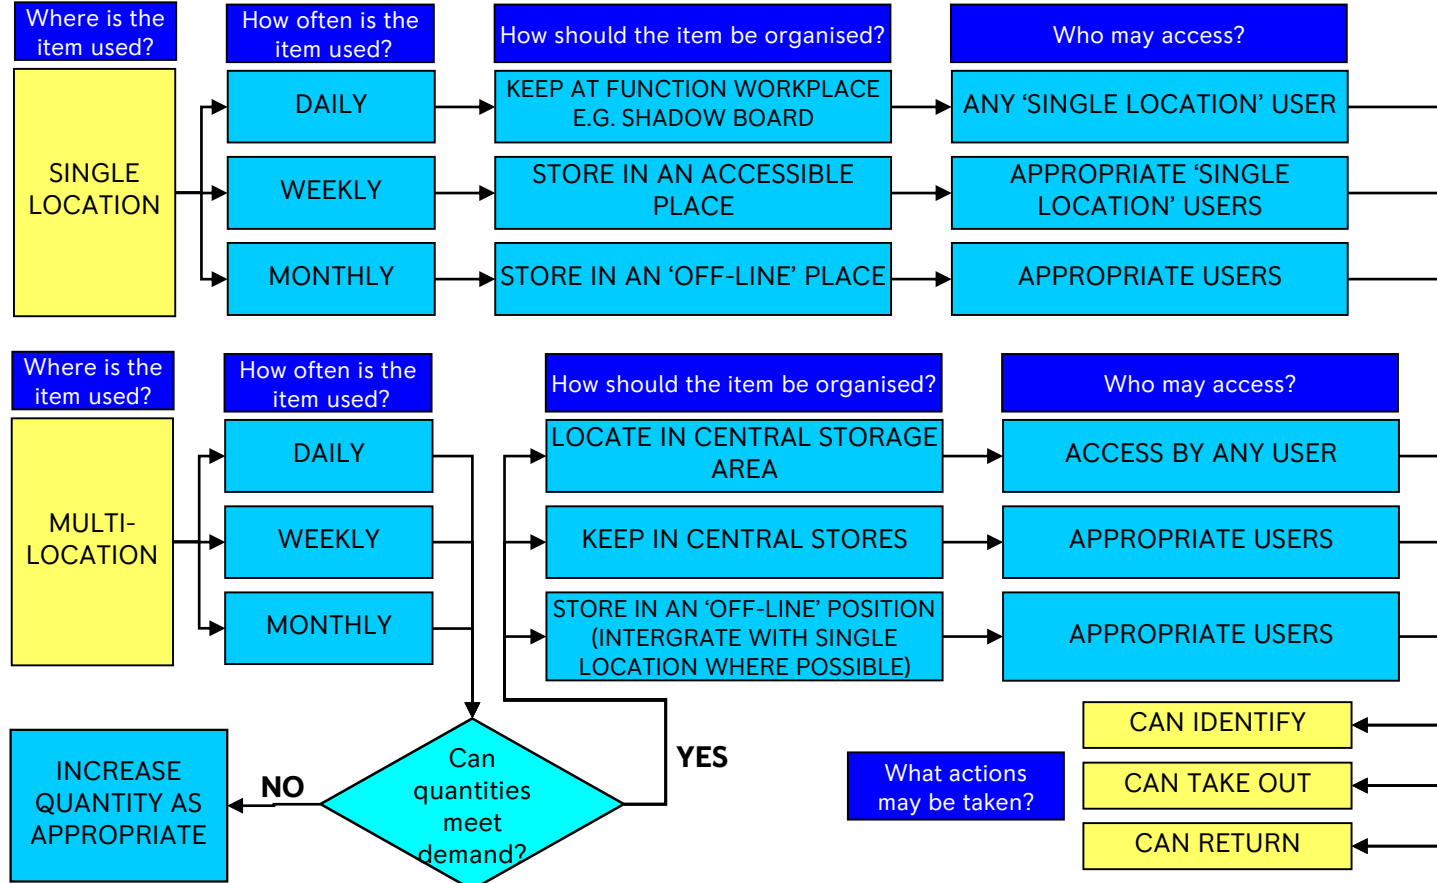 Where is the
item used?
How often is the
item used?
How should the item be organised?
Who may access?
SINGLE
LOCATION
DAILY
KEEP AT FUNCTION WORKPLACE
E.G. SHADOW BOARD
ANY ‘SINGLE LOCATION’ USER
WEEKLY
STORE IN AN ACCESSIBLE
PLACE
APPROPRIATE ‘SINGLE
LOCATION’ USERS
MONTHLY
STORE IN AN ‘OFF-LINE’ PLACE
APPROPRIATE USERS
Where is the
item used?
How often is the
item used?
How should the item be organised?
Who may access?
MULTI-
LOCATION
DAILY
LOCATE IN CENTRAL STORAGE
AREA
ACCESS BY ANY USER
WEEKLY
KEEP IN CENTRAL STORES
APPROPRIATE USERS
MONTHLY
STORE IN AN ‘OFF-LINE’ POSITION
(INTERGRATE WITH SINGLE
LOCATION WHERE POSSIBLE)
APPROPRIATE USERS
INCREASE
QUANTITY AS
APPROPRIATE
NO
Can
quantities
meet
demand?
YES
What actions
may be taken?
CAN IDENTIFY
CAN TAKE OUT
CAN RETURN